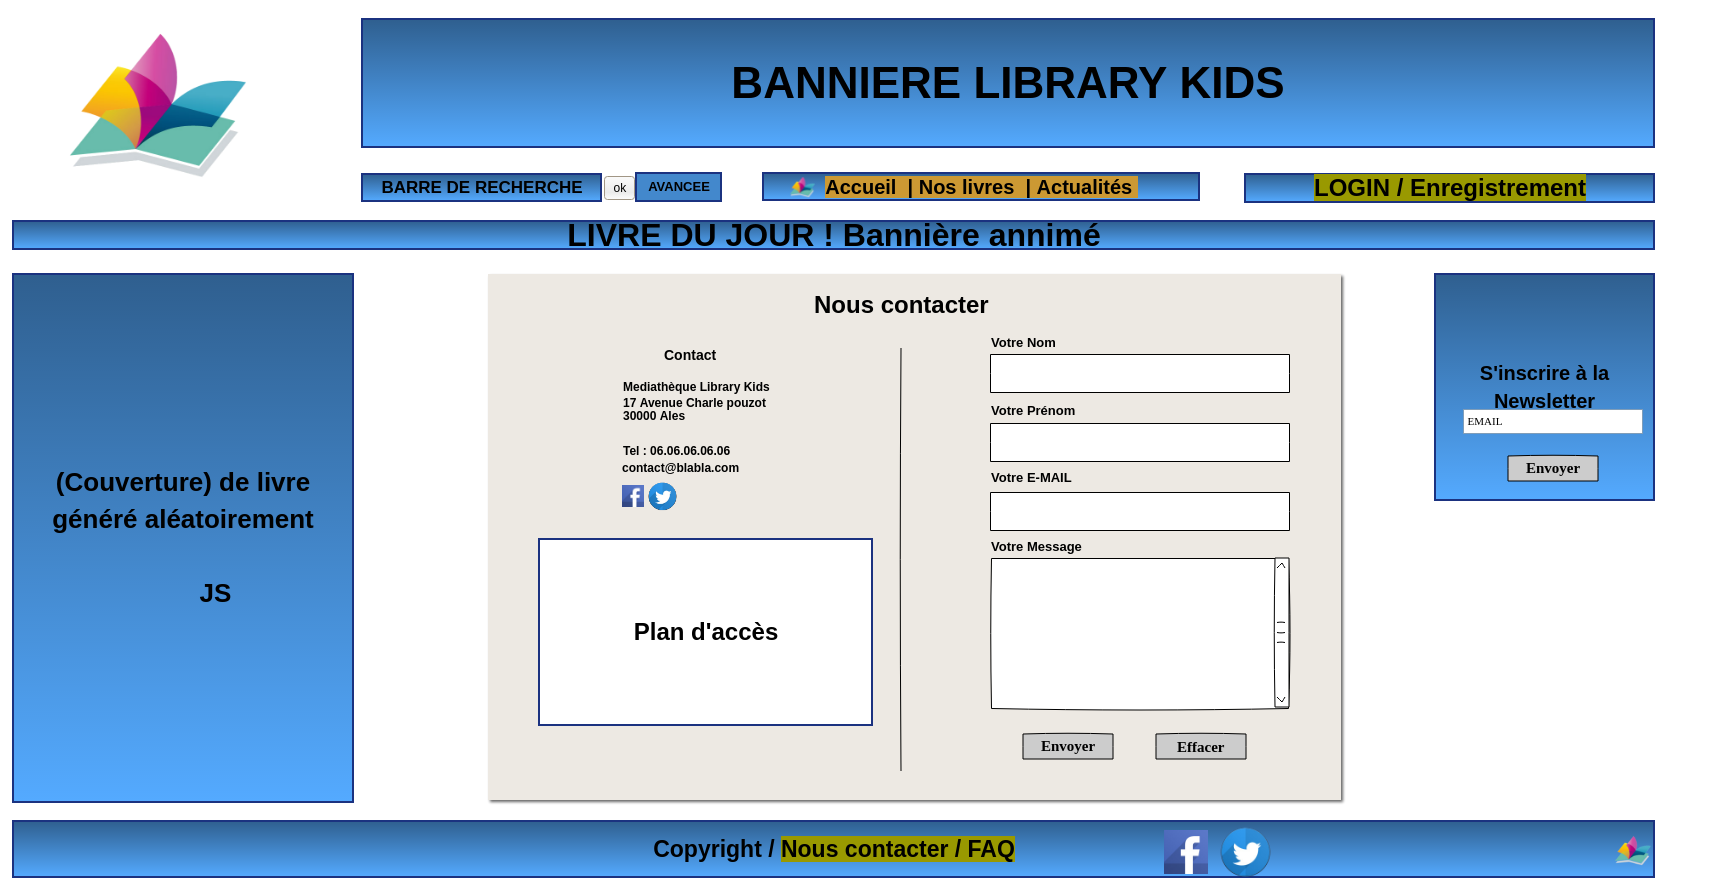 BANNIERE LIBRARY KIDS
BARRE DE RECHERCHE
ok
AVANCEE
Accueil | Nos livres | Actualités
LOGIN / Enregistrement
LIVRE DU JOUR ! Bannière annimé
(Couverture) de livre
généré aléatoirement
JS
Nous contacter
Contact
Mediathèque Library Kids
17 Avenue Charle pouzot
30000 Ales
Tel : 06.06.06.06.06
contact@blabla.com
Plan d'accès
Votre Nom
Votre Prénom
Votre E-MAIL
Votre Message
Envoyer
Effacer
S'inscrire à la
Newsletter
EMAIL
Envoyer
Copyright / Nous contacter / FAQ